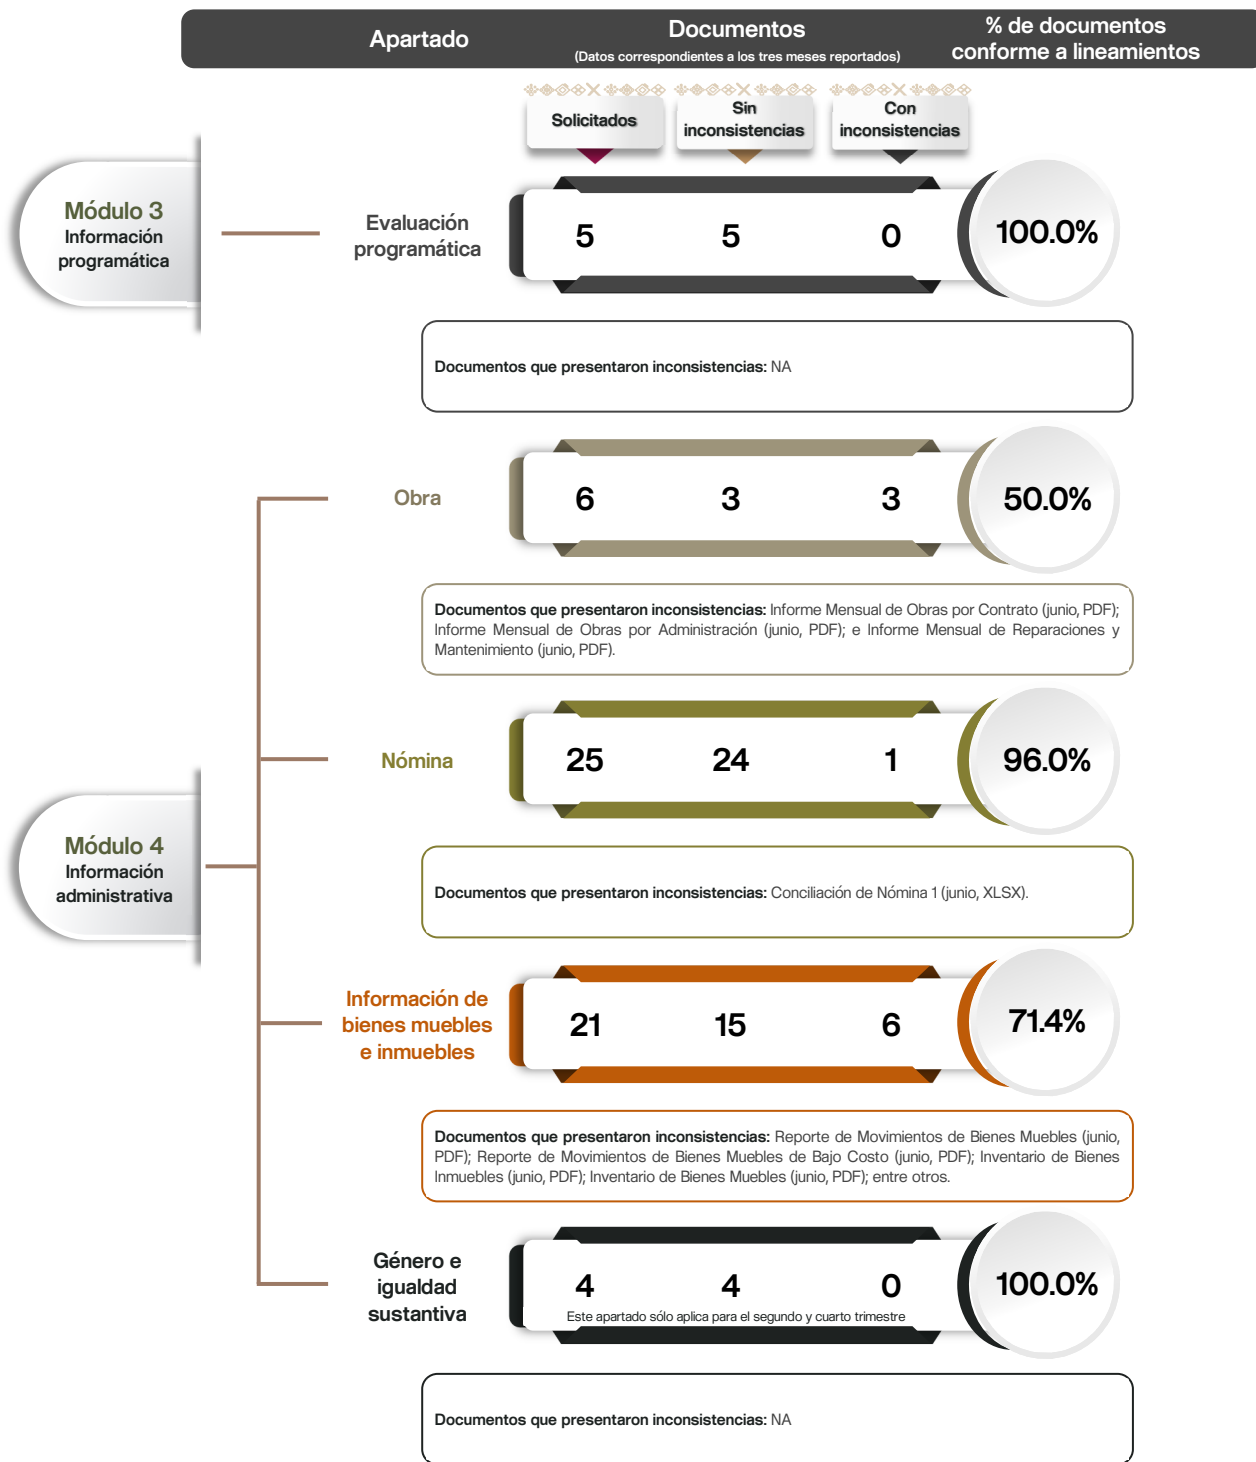 Apartado
Documentos
(Datos correspondientes a los tres meses reportados)
% de documentos
conforme a lineamientos
Solicitados
Sin
inconsistencias
Con
inconsistencias
Módulo 3
Información
programática
Evaluación
programática
5 5 0 100.0%
Documentos que presentaron inconsistencias: NA
Obra
6 3 3 50.0%
Documentos que presentaron inconsistencias: Informe Mensual de Obras por Contrato (junio, PDF);
Informe Mensual de Obras por Administración (junio, PDF); e Informe Mensual de Reparaciones y
Mantenimiento (junio, PDF).
Nómina
25 24 1 96.0%
Módulo 4
Información
administrativa
Documentos que presentaron inconsistencias: Conciliación de Nómina 1 (junio, XLSX).
Información de
bienes muebles
e inmuebles
21 15 6 71.4%
Documentos que presentaron inconsistencias: Reporte de Movimientos de Bienes Muebles (junio,
PDF); Reporte de Movimientos de Bienes Muebles de Bajo Costo (junio, PDF); Inventario de Bienes
Inmuebles (junio, PDF); Inventario de Bienes Muebles (junio, PDF); entre otros.
Género e
igualdad
sustantiva
4 4 0 100.0%
Este apartado sólo aplica para el segundo y cuarto trimestre
Documentos que presentaron inconsistencias: NA